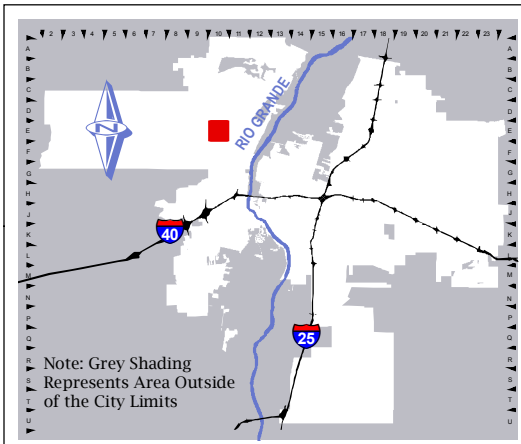 2 3 4 5 6 7 8 9 10 11 12 13 14 15 16 17 18 19 20 21 22 23
A
B
C
D
E
F
G
H
J
K
L
M
N
P
Q
R
S
T
U
N
RIO GRANDE
40
25
Note: Grey Shading
Represents Area Outside
of the City Limits
A
B
C
D
E
F
G
H
J
K
L
M
N
P
Q
R
S
T
U